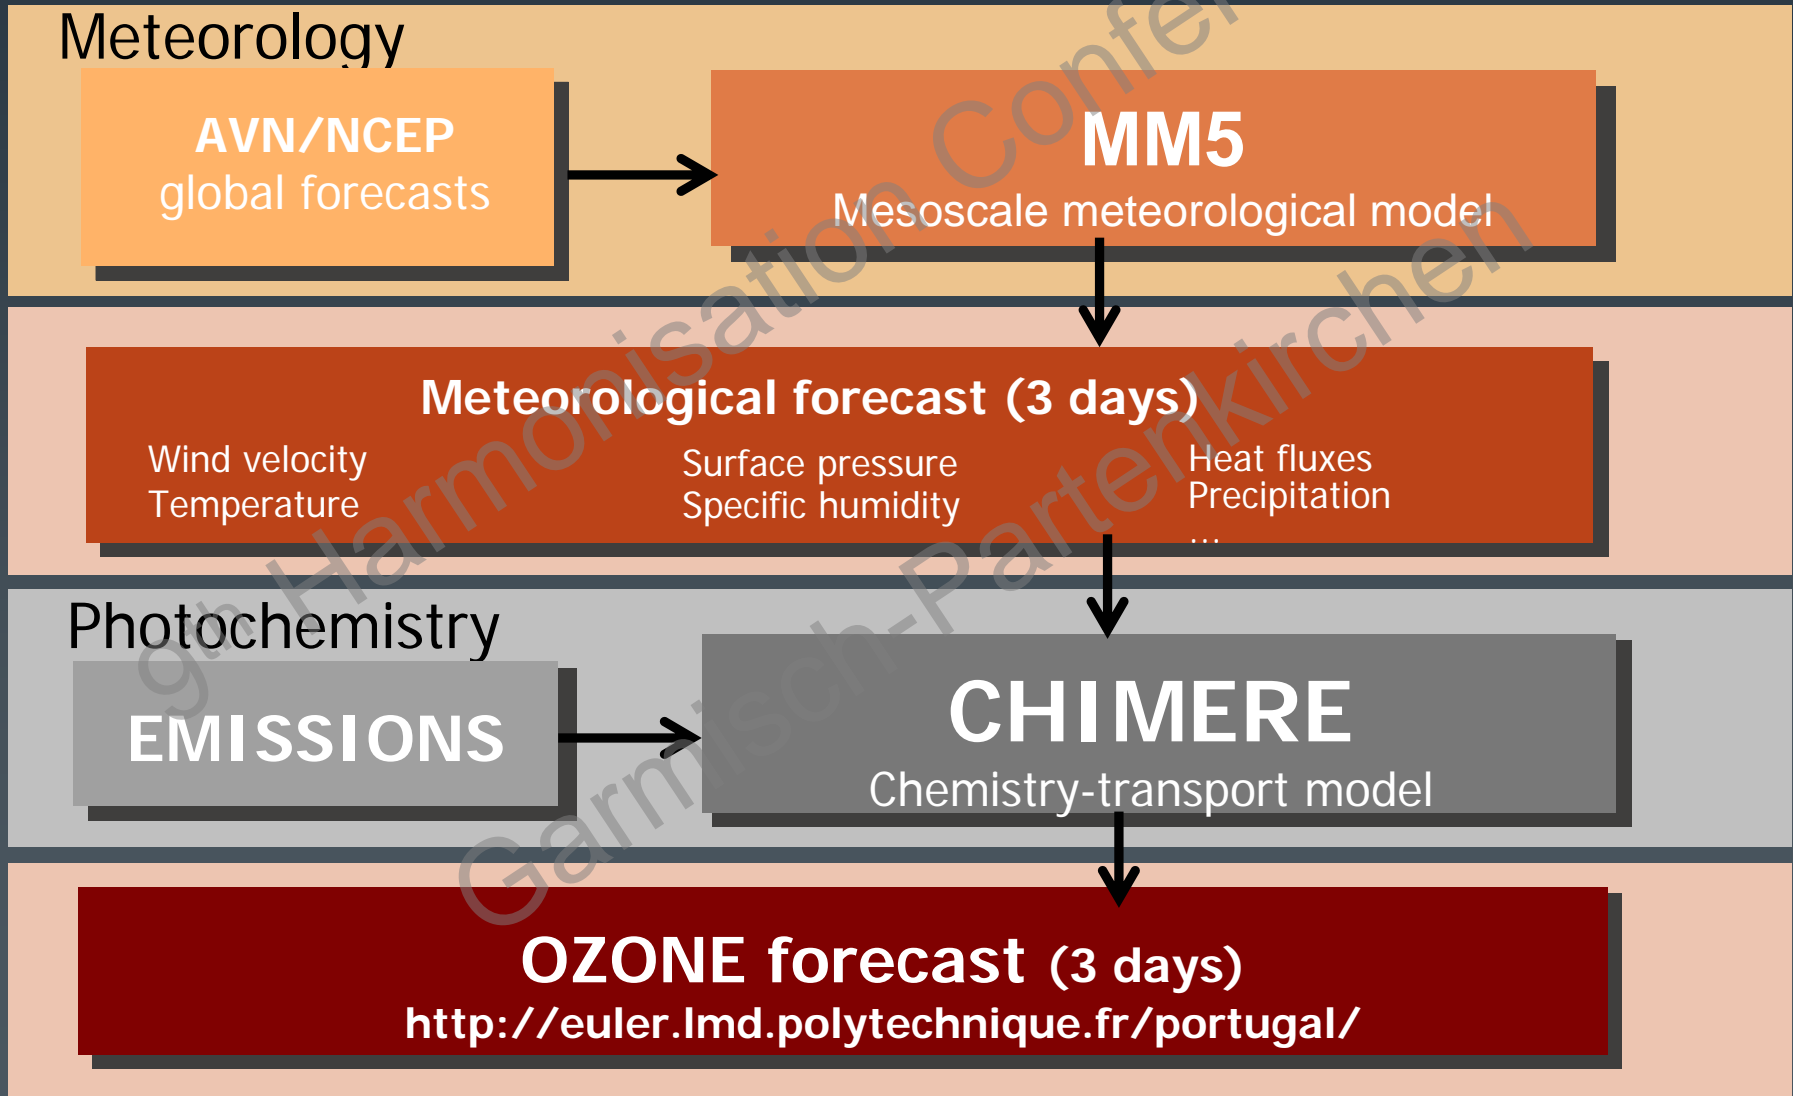 Meteorology
AVN/NCEP
global forecasts
MM5
Mesoscale meteorological model
Meteorological forecast (3 days)
Wind velocity
Temperature
Surface pressure
Specific humidity
Heat fluxes
Precipitation
...
Photochemistry
EMISSIONS
CHIMERE
Chemistry-transport model
OZONE forecast (3 days)
http://euler.lmd.polytechnique.fr/portugal/
9th Harmonisation
Garmisch-Partenkirchen